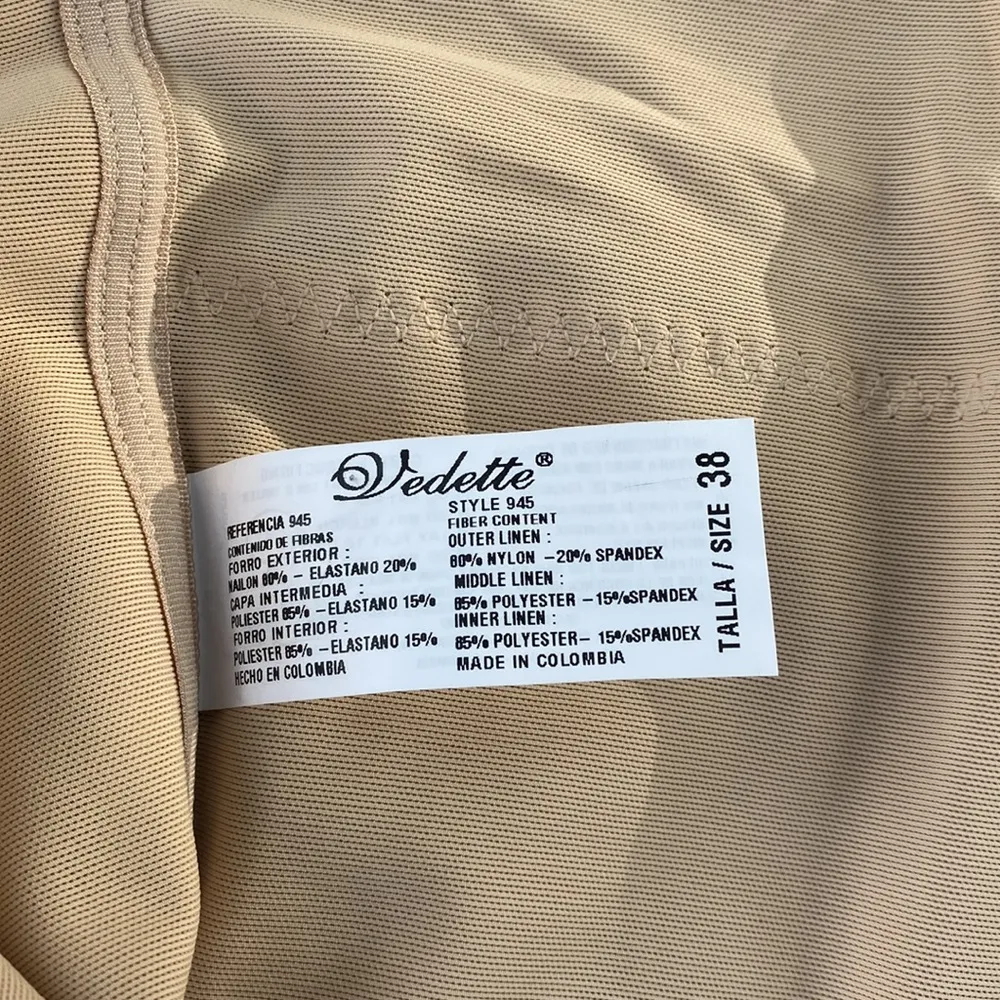 Vedette®
REFERENCIA 945
CONTENIDO DE FIBRAS
FORRO EXTERIOR :
NAILON 80% – ELASTANO 20%
CAPA INTERMEDIA :
POLIESTER 85% – ELASTANO 15%
FORRO INTERIOR :
POLIESTER 85% – ELASTANO 15%
HECHO EN COLOMBIA
STYLE 945
FIBER CONTENT
OUTER LINEN :
80% NYLON –20% SPANDEX
MIDDLE LINEN :
85% POLYESTER –15%SPANDEX
INNER LINEN :
85% POLYESTER– 15%SPANDEX
MADE IN COLOMBIA
TALLA / SIZE 38